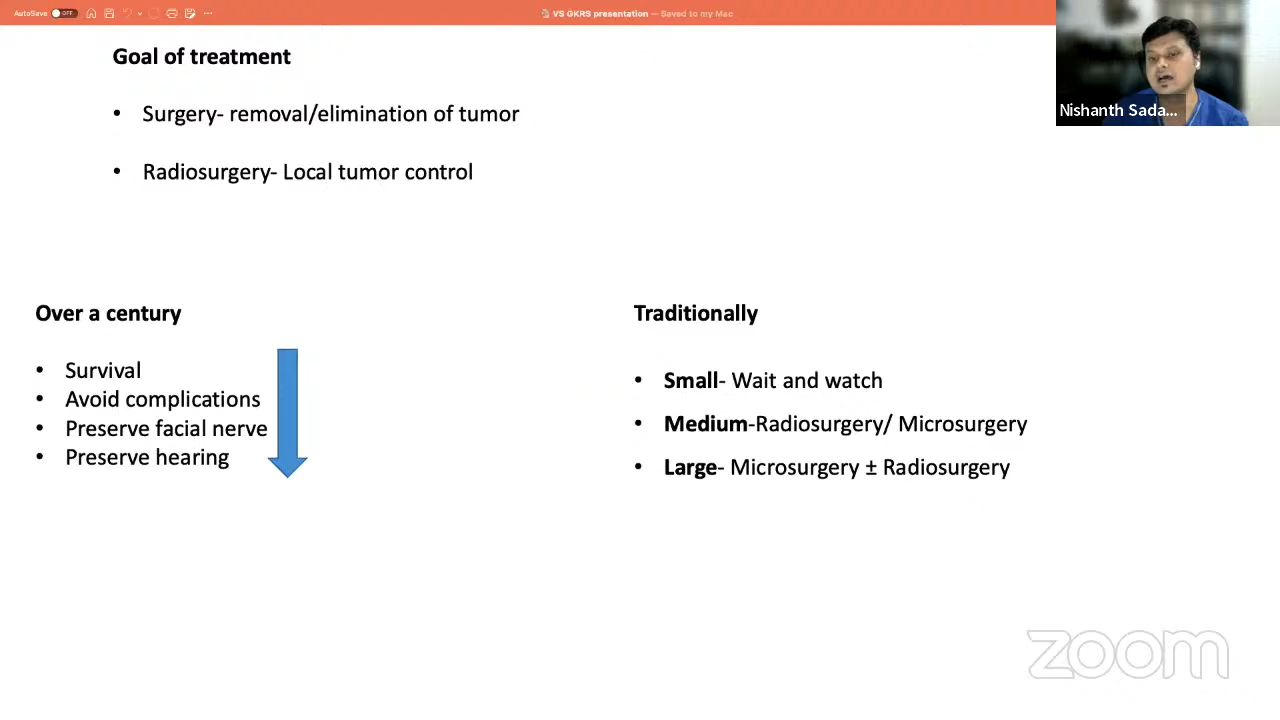 AutoSave OFF
VS GKRS presentation — Saved to my Mac
Nishanth Sada...
Goal of treatment
• Surgery- removal/elimination of tumor
• Radiosurgery- Local tumor control
Over a century
• Survival
• Avoid complications
• Preserve facial nerve
• Preserve hearing
Traditionally
• Small- Wait and watch
• Medium-Radiosurgery/ Microsurgery
• Large- Microsurgery ± Radiosurgery
zoom